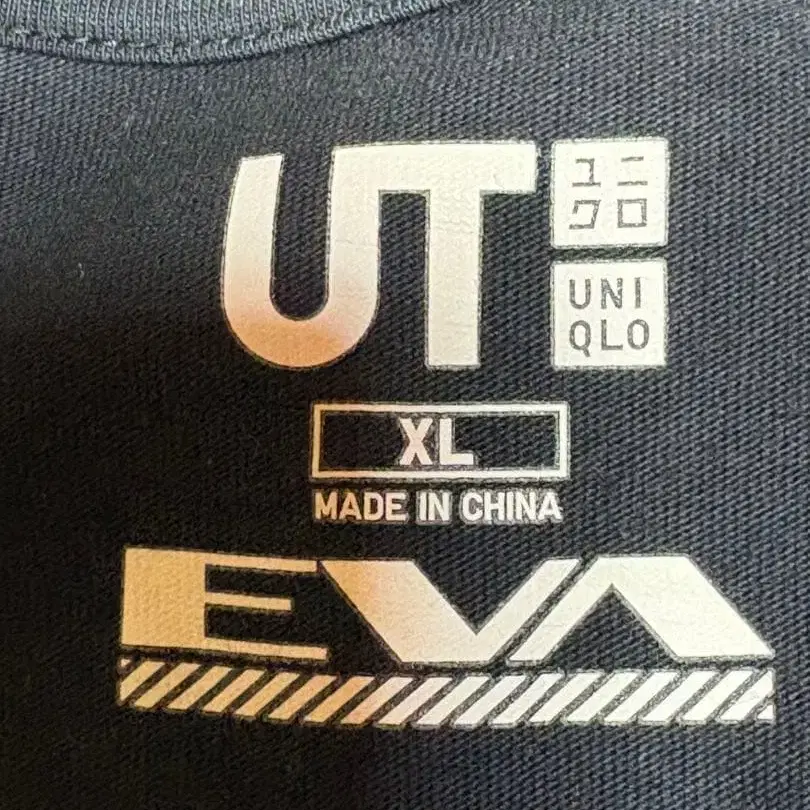 UT
ユニ
クロ
UNI
QLO
XL
MADE IN CHINA
EVA